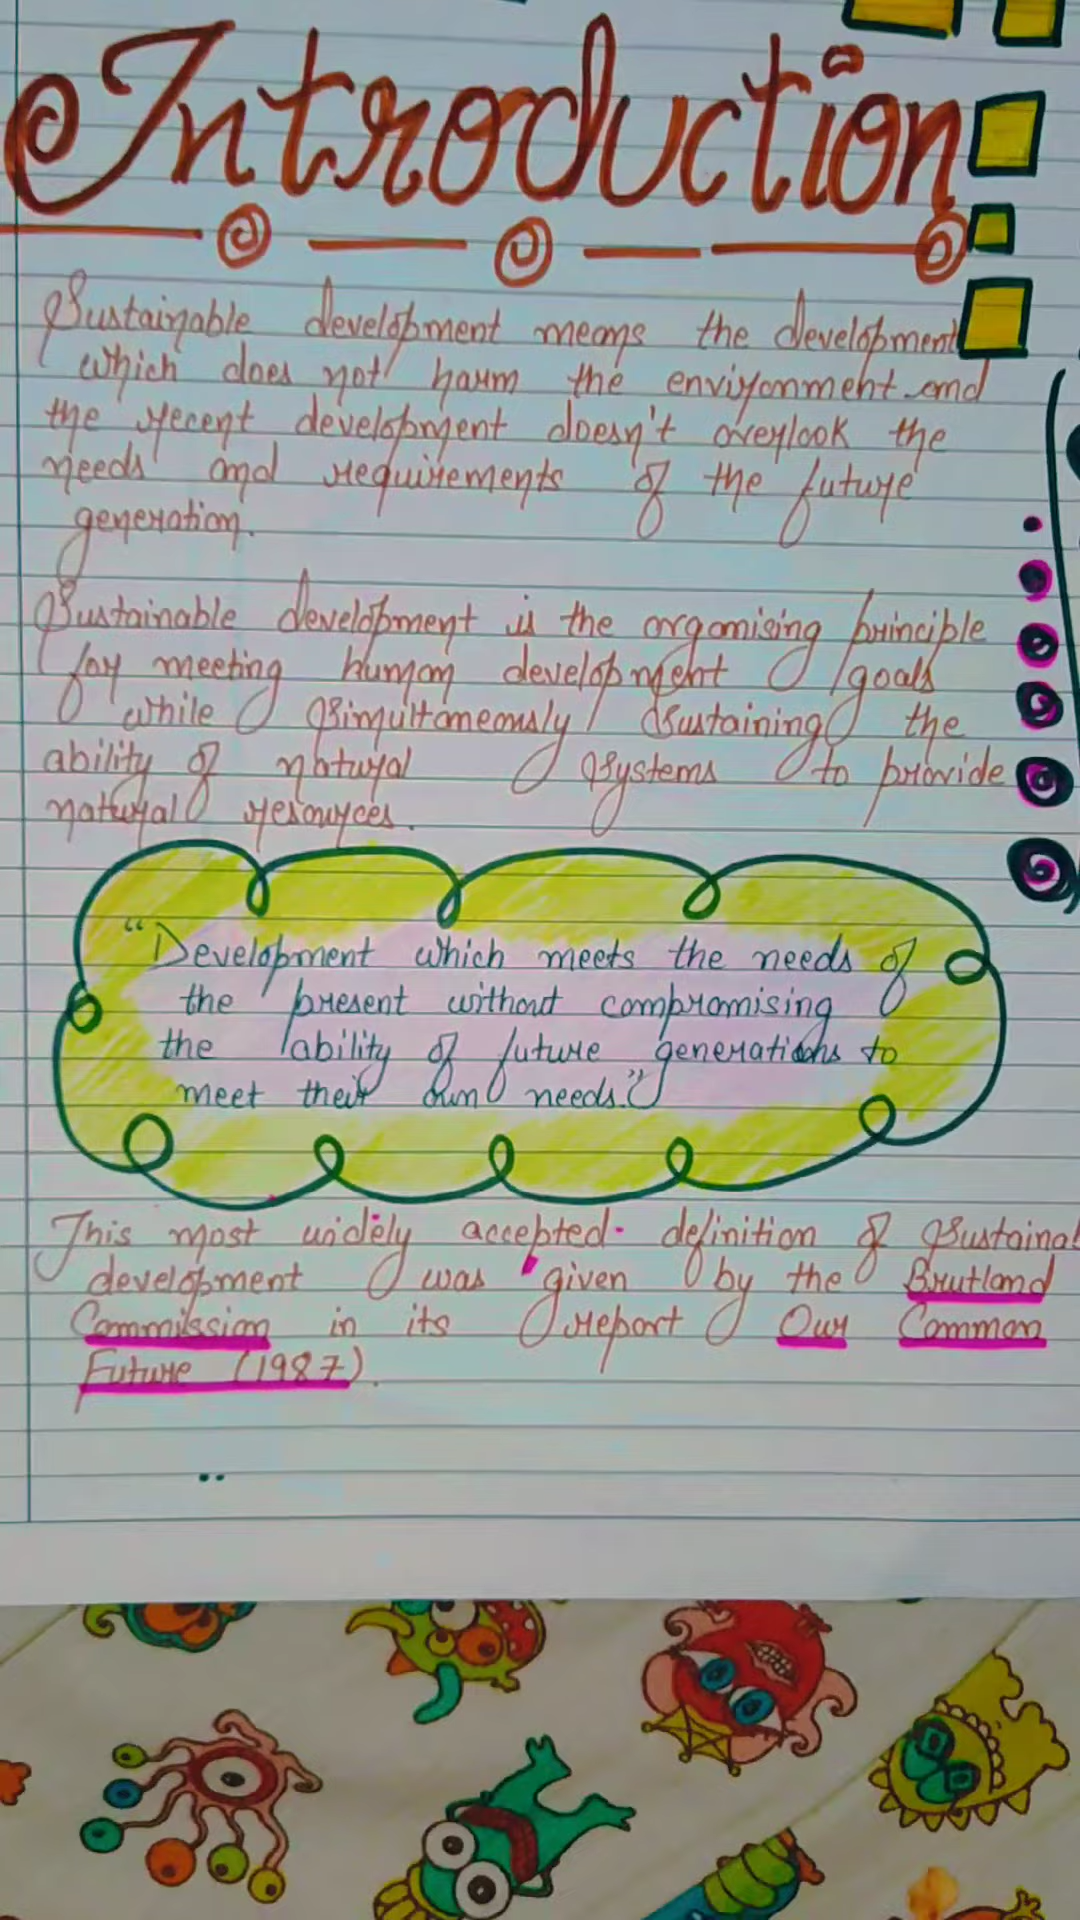 Introduction
Sustainable development means the development
which does not harm the environment and
the recent development doesn't overlook the
needs and requirements of the future
generation.
Sustainable development is the organising principle
for meeting human development goals
while simultaneously sustaining the
ability of natural systems to provide
natural resources.
"Development which meets the needs of
the present without compromising
the ability of future generations to
meet their own needs."
This most widely accepted definition of Sustainab
development was given by the Brutland
Commission in its report Our Common
Future (1987).